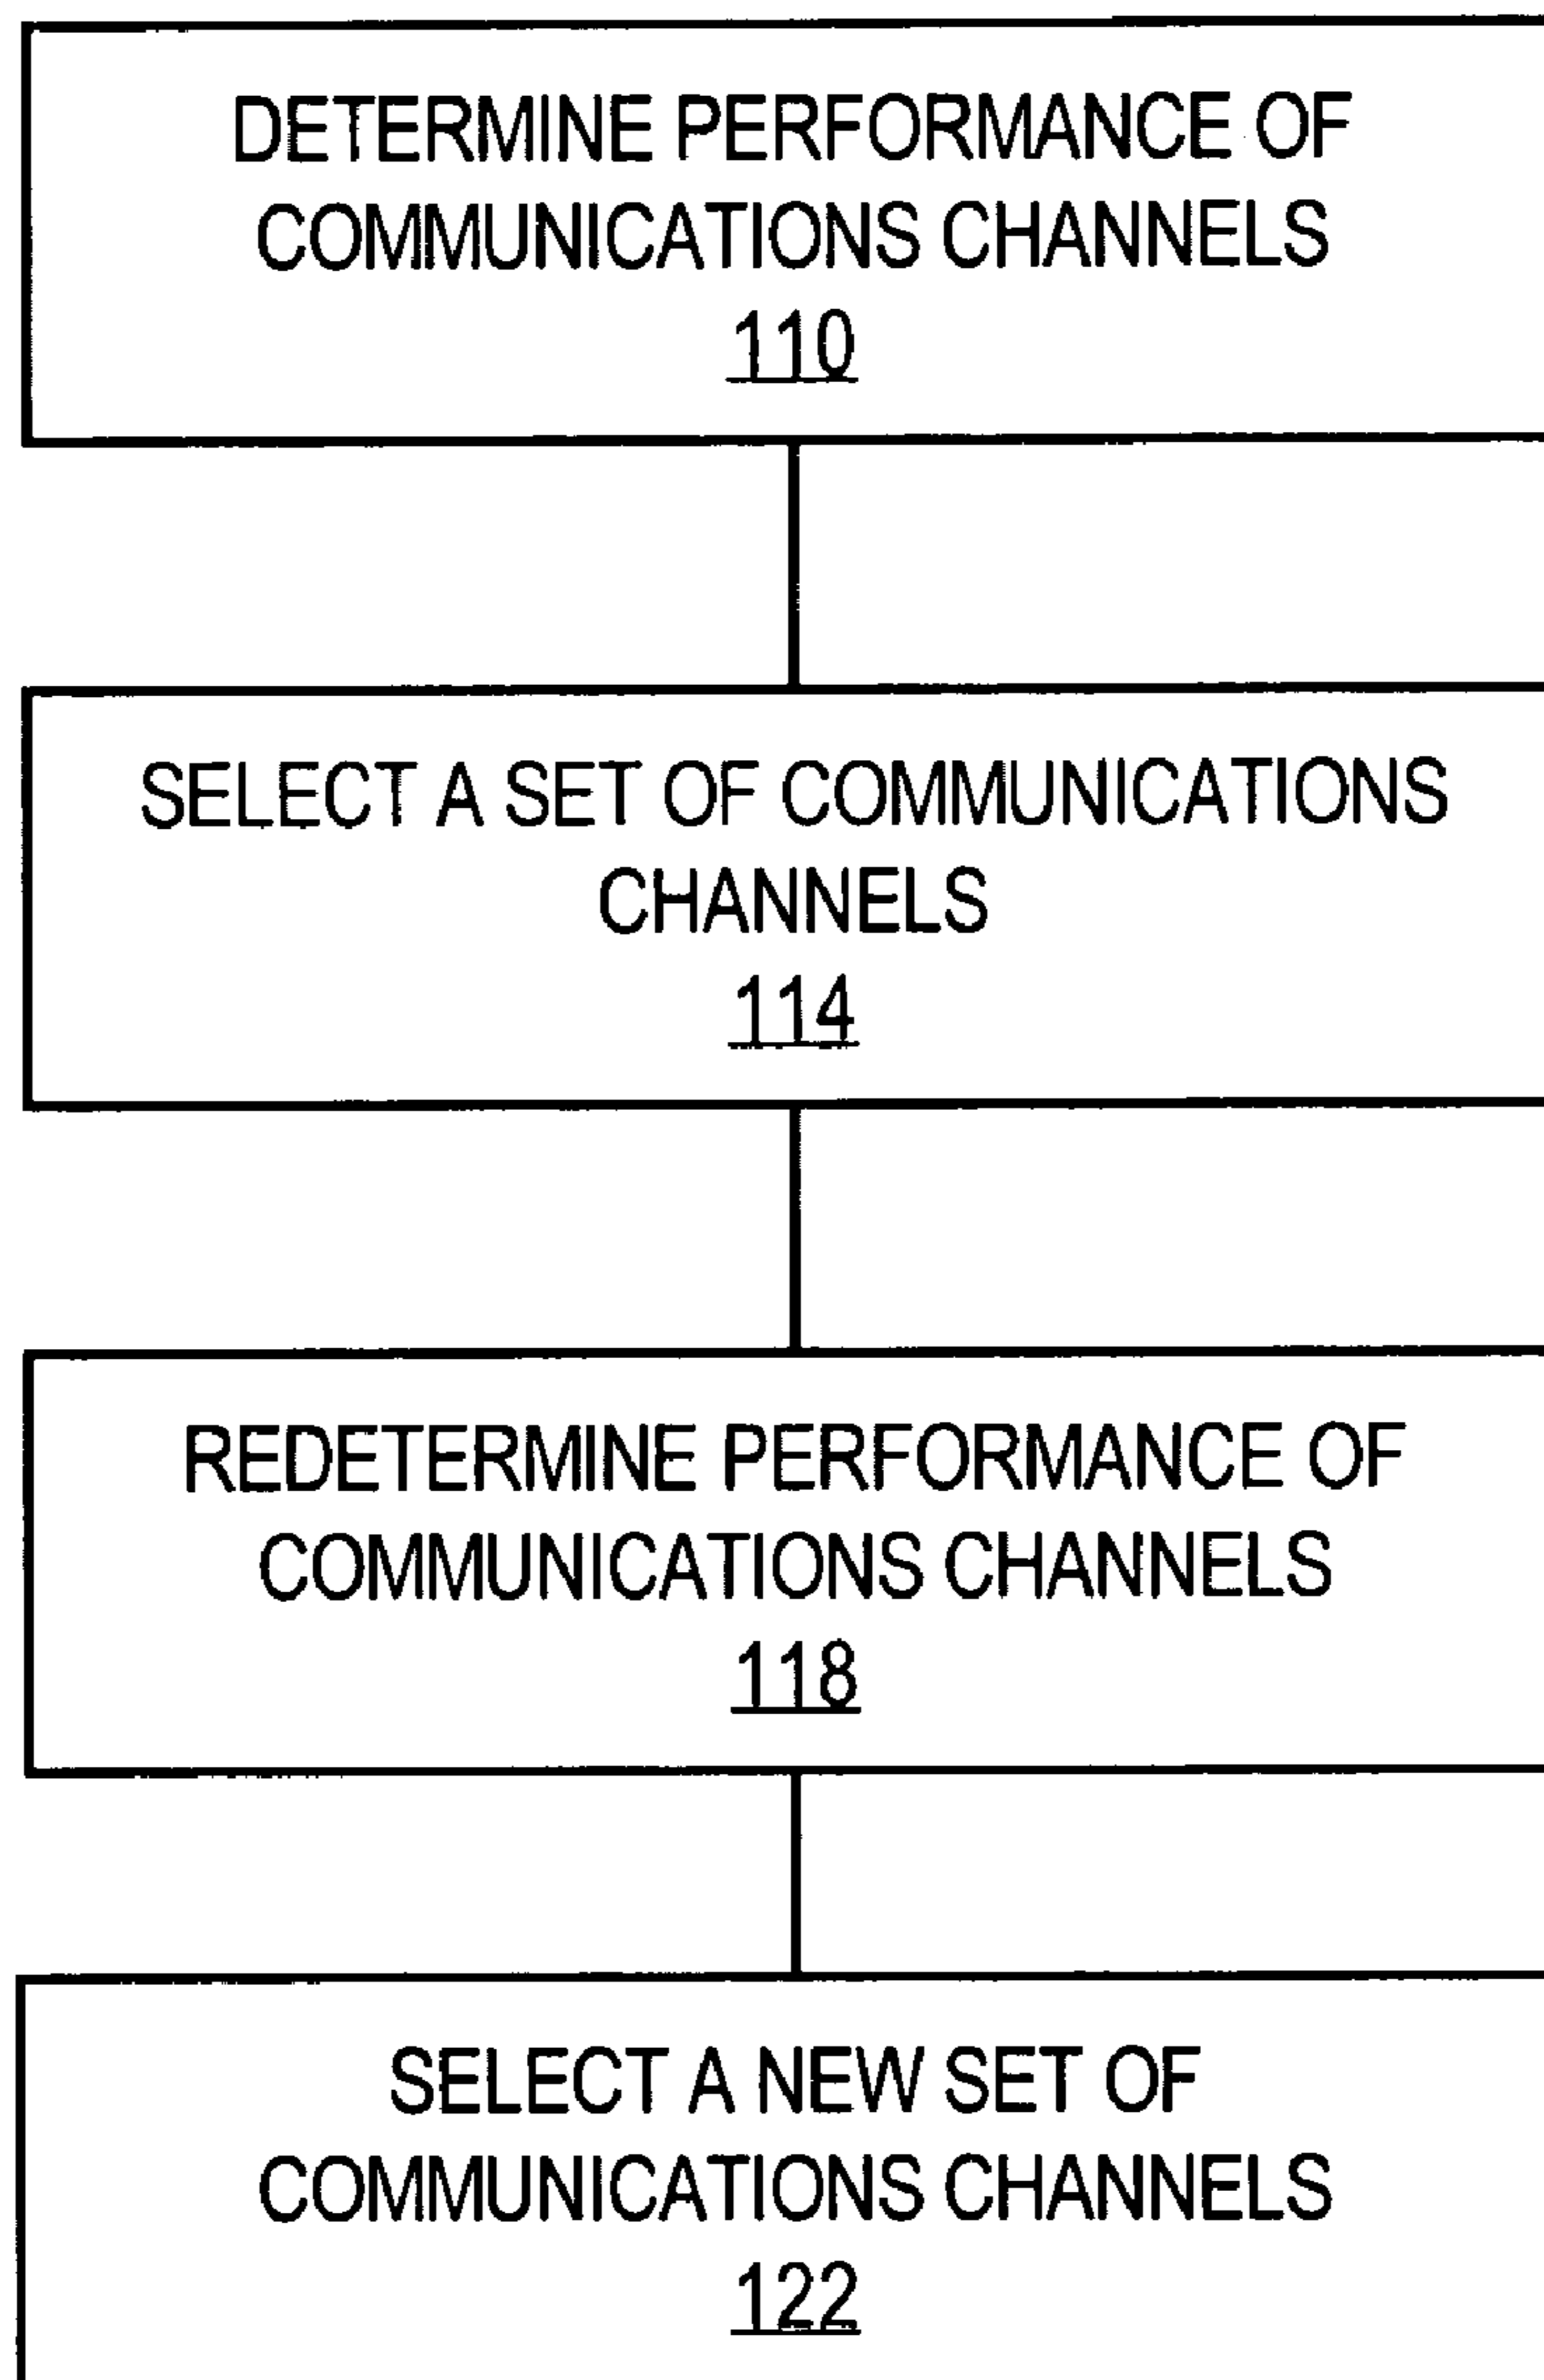 DETERMINE PERFORMANCE OF
COMMUNICATIONS CHANNELS
110
SELECT A SET OF COMMUNICATIONS
CHANNELS
114
REDETERMINE PERFORMANCE OF
COMMUNICATIONS CHANNELS
118
SELECT A NEW SET OF
COMMUNICATIONS CHANNELS
122